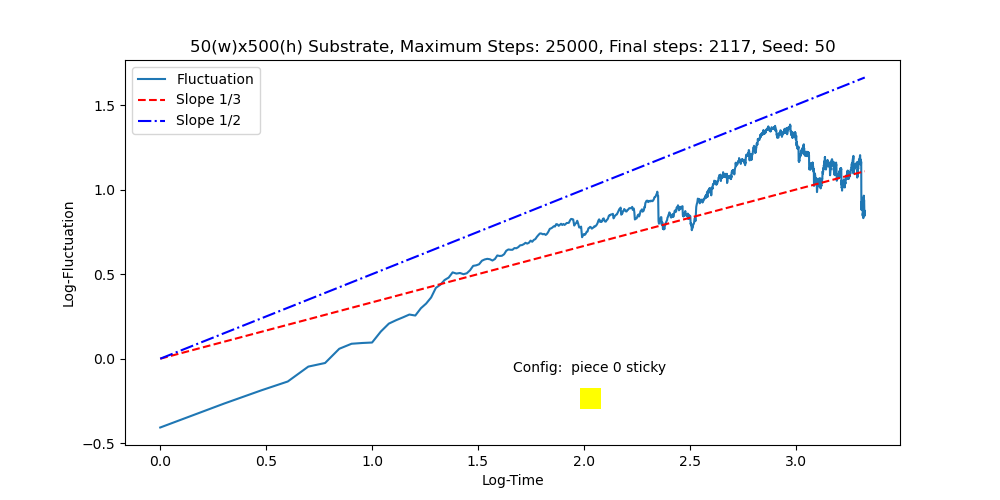 50(w)x500(h) Substrate, Maximum Steps: 25000, Final steps: 2117, Seed: 50
Fluctuation
Slope 1/3
Slope 1/2
1.5
1.0
0.5
0.0
−0.5
Log-Fluctuation
Config:  piece 0 sticky
0.0 0.5 1.0 1.5 2.0 2.5 3.0
Log-Time